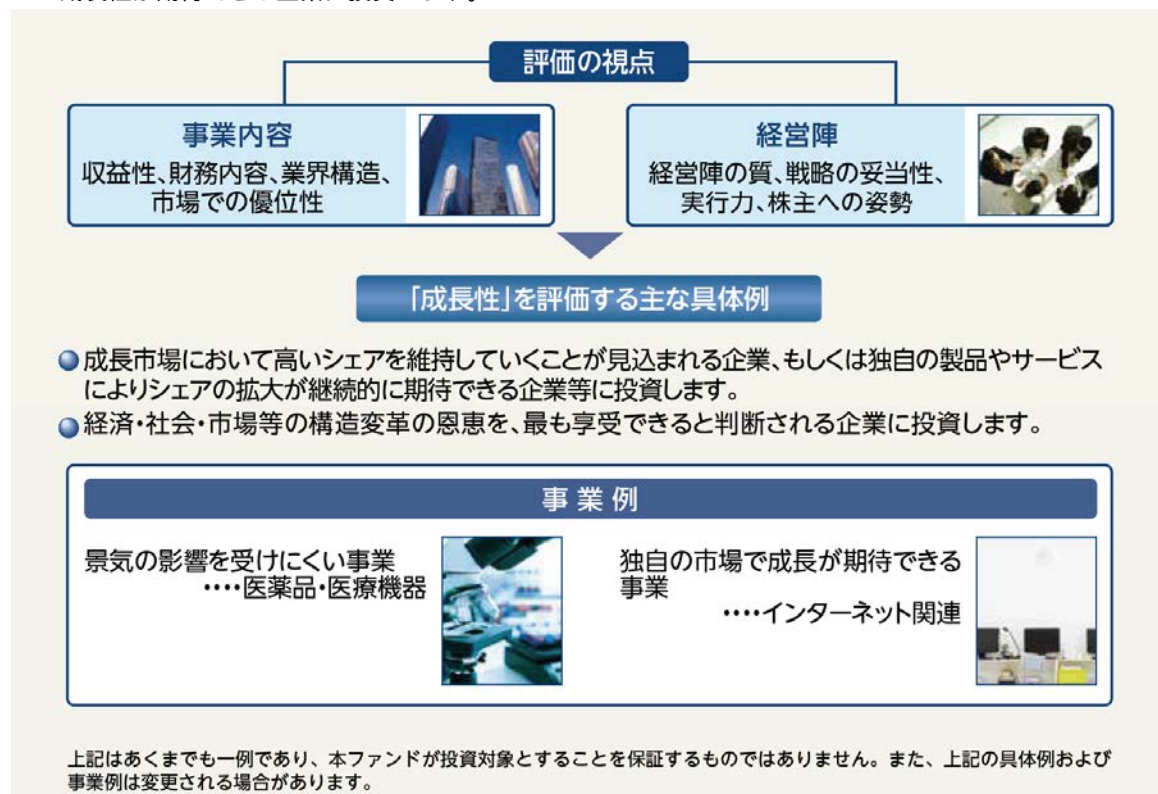 評価の視点
事業内容
収益性、財務内容、業界構造、
市場での優位性
経営陣
経営陣の質、戦略の妥当性、
実行力、株主への姿勢
「成長性」を評価する主な具体例
成長市場において高いシェアを維持していくことが見込まれる企業、もしくは独自の製品やサービス
によりシェアの拡大が継続的に期待できる企業等に投資します。
経済・社会・市場等の構造変革の恩恵を、最も享受できると判断される企業に投資します。
事業例
景気の影響を受けにくい事業
‥‥医薬品・医療機器
独自の市場で成長が期待できる
事業
‥‥インターネット関連
上記はあくまでも一例であり、本ファンドが投資対象とすることを保証するものではありません。また、上記の具体例および
事業例は変更される場合があります。